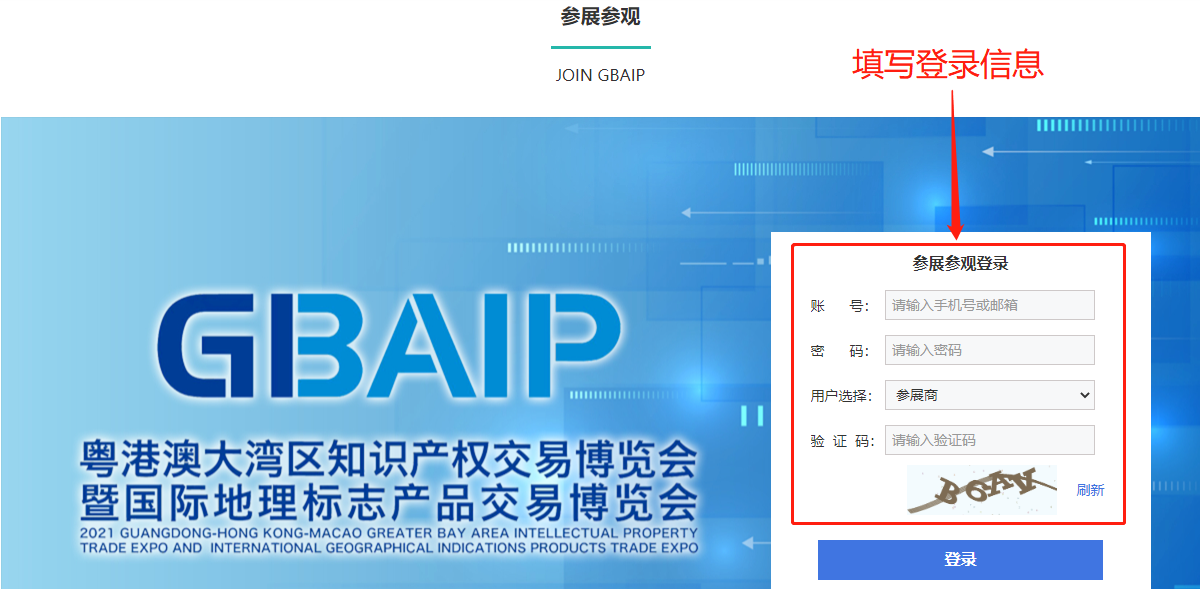 参展参观
JOIN GBAIP
填写登录信息
GBAIP
粤港澳大湾区知识产权交易博览会
暨国际地理标志产品交易博览会
2021 GUANGDONG-HONG KONG-MACAO GREATER BAY AREA INTELLECTUAL PROPERTY
TRADE EXPO AND INTERNATIONAL GEOGRAPHICAL INDICATIONS PRODUCTS TRADE EXPO
参展参观登录
账 号： 请输入手机号或邮箱
密 码： 请输入密码
用户选择： 参展商
验 证 码： 请输入验证码
刷新
登录